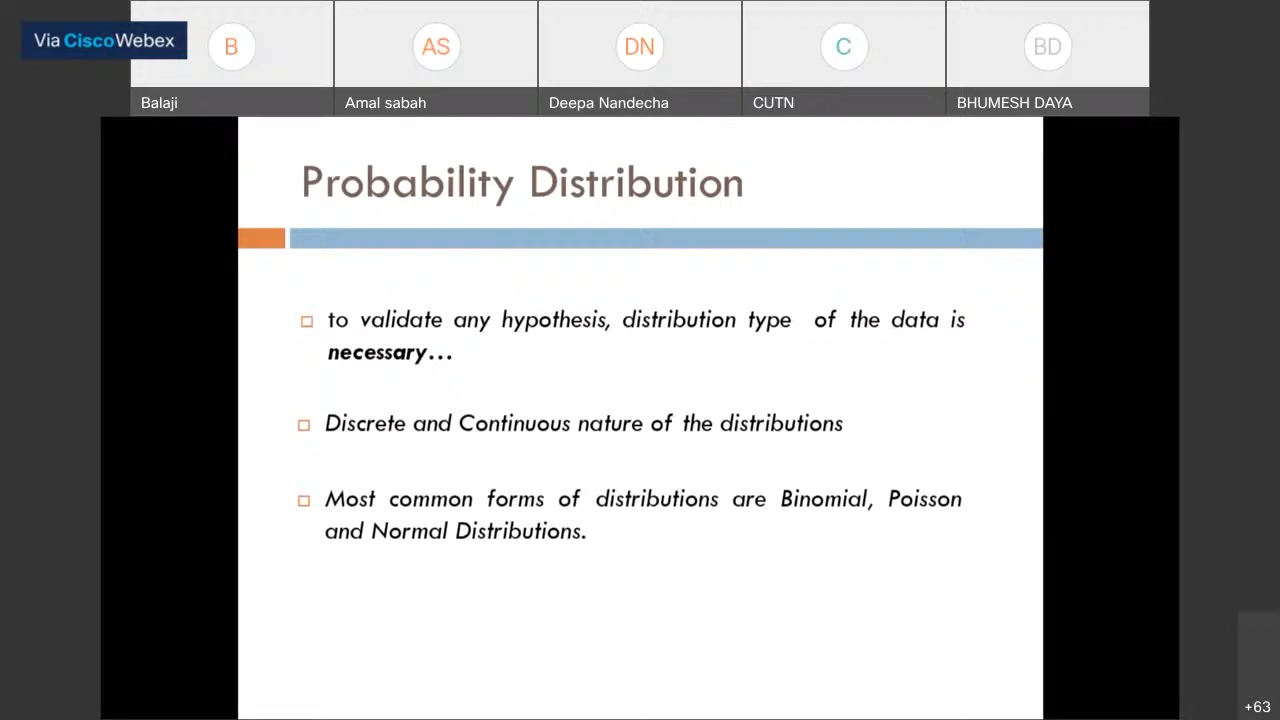 Via CiscoWebex
B
AS
DN
C
BD
Balaji
Amal sabah
Deepa Nandecha
CUTN
BHUMESH DAYA
Probability Distribution
to validate any hypothesis, distribution type of the data is
necessary...
Discrete and Continuous nature of the distributions
Most common forms of distributions are Binomial, Poisson
and Normal Distributions.
+63